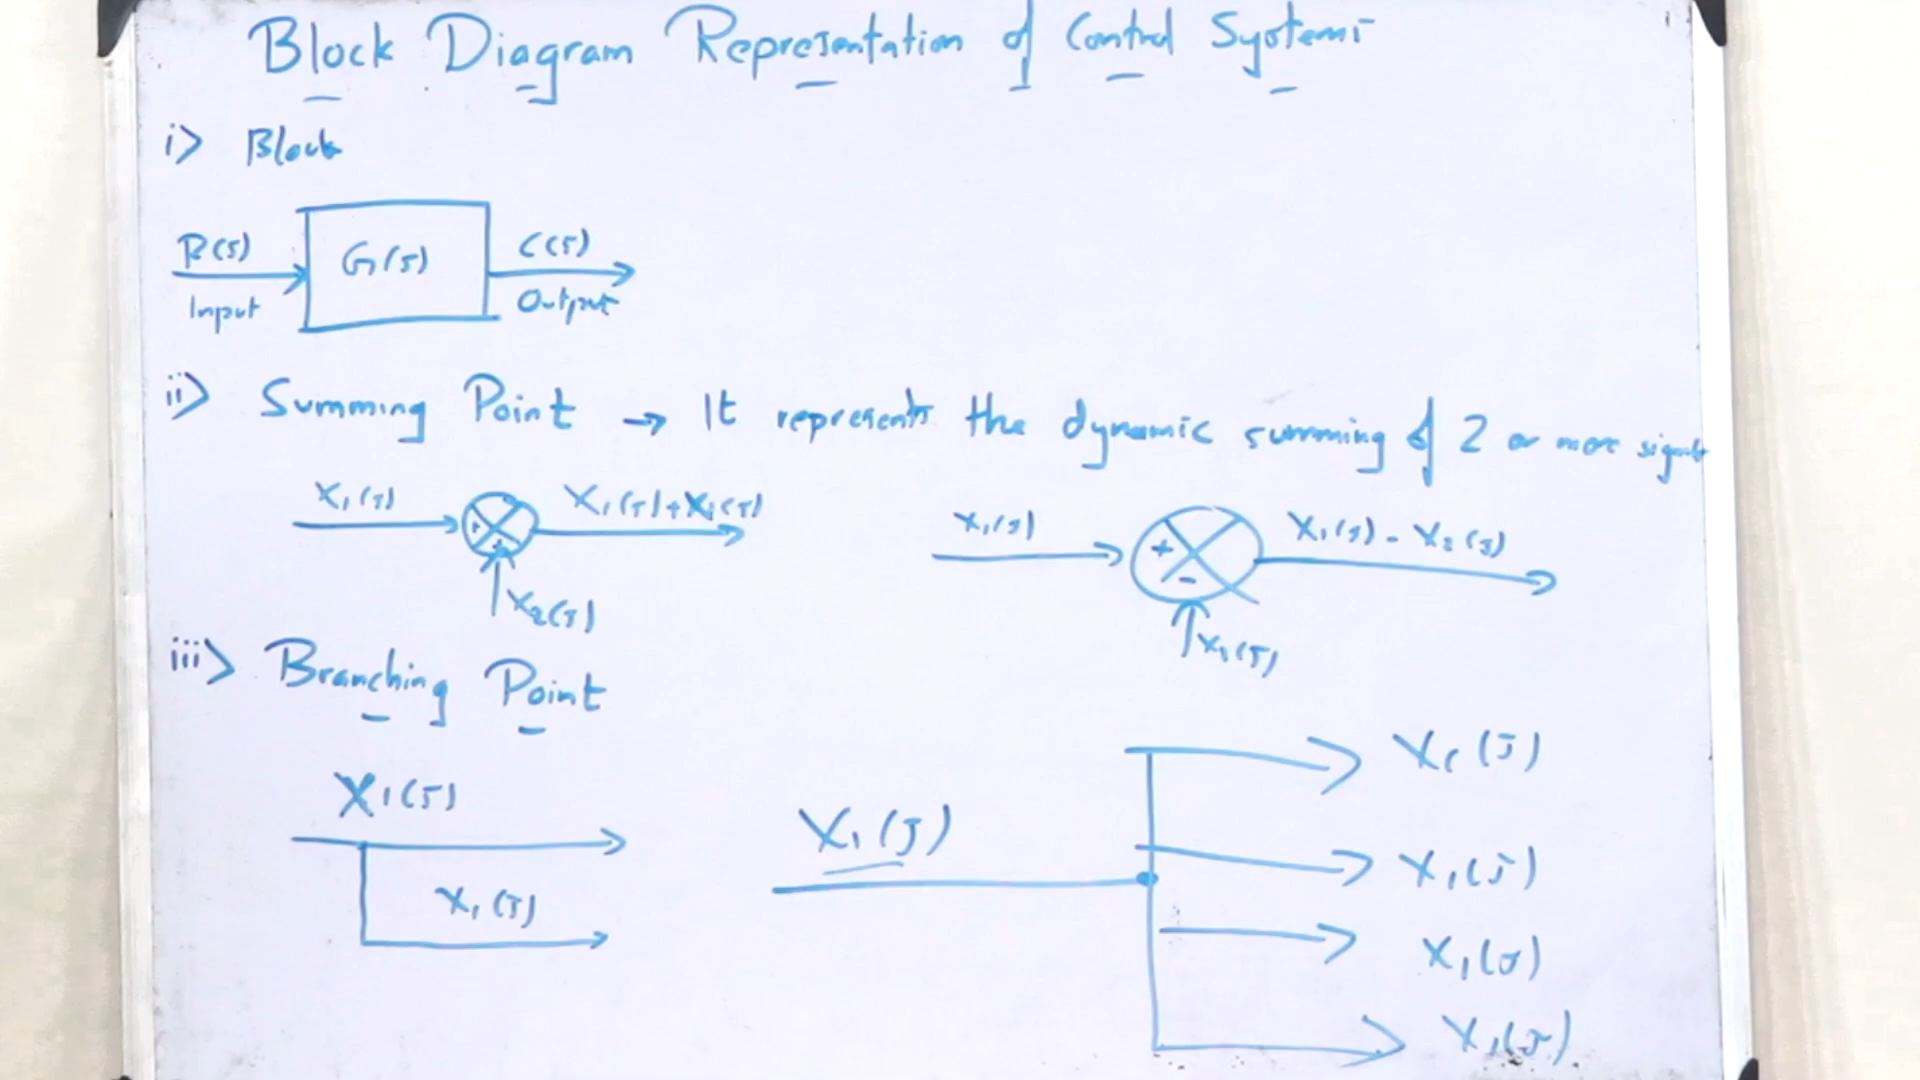 Block Diagram Representation of Control Systems
i) Block
R(s)
Input
G(s)
C(s)
Output
ii) Summing Point → It represents the dynamic summing of 2 or more signals
X1(s)
+
+
X2(s)
X1(s)+X2(s)
X1(s)
+
-
X1(s)
X1(s) - X2(s)
iii) Branching Point
X1(s)
X1(s)
X1(s)
X1(s)
X1(s)
X1(s)
X1(s)